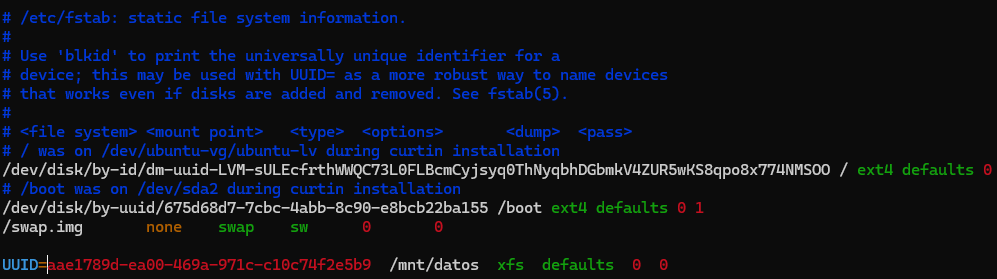 # /etc/fstab: static file system information.
#
# Use 'blkid' to print the universally unique identifier for a
# device; this may be used with UUID= as a more robust way to name devices
# that works even if disks are added and removed. See fstab(5).
#
# <file system> <mount point>   <type>  <options>       <dump>  <pass>
# / was on /dev/ubuntu-vg/ubuntu-lv during curtin installation
/dev/disk/by-id/dm-uuid-LVM-sULEcfrthWWQC73L0FLBcmCyjsyq0ThNyqbhDGbmkV4ZUR5wKS8qpo8x774NMSOO / ext4 defaults 0
# /boot was on /dev/sda2 during curtin installation
/dev/disk/by-uuid/675d68d7-7cbc-4abb-8c90-e8bcb22ba155 /boot ext4 defaults 0 1
/swap.img       none    swap    sw      0       0
UUID=aae1789d-ea00-469a-971c-c10c74f2e5b9  /mnt/datos  xfs  defaults  0  0